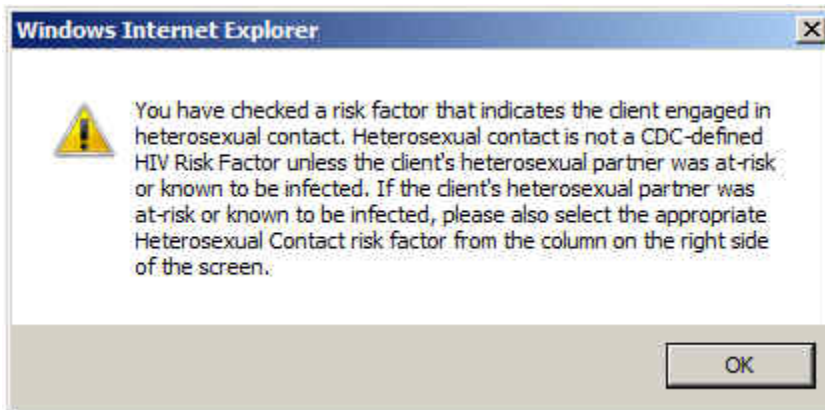 Windows Internet Explorer
You have checked a risk factor that indicates the client engaged in
heterosexual contact. Heterosexual contact is not a CDC-defined
HIV Risk Factor unless the client's heterosexual partner was at-risk
or known to be infected. If the client's heterosexual partner was
at-risk or known to be infected, please also select the appropriate
Heterosexual Contact risk factor from the column on the right side
of the screen.
OK